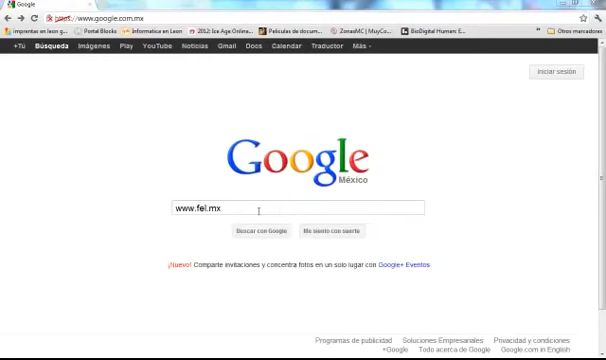 Google
https://www.google.com.mx
imprentas en leon g... Portal Blocks Informatica en Leon 2012: Ice Age Online... Peliculas de docum... ZonasMC | MuyCo... BioDigital Human: E... Otros marcadores
+Tú Búsqueda Imágenes Play YouTube Noticias Gmail Docs Calendar Traductor Más
Iniciar sesión
Google
México
www.fel.mx
Buscar con Google Me siento con suerte
¡Nuevo! Comparte invitaciones y concentra fotos en un solo lugar con Google+ Eventos
Programas de publicidad Soluciones Empresariales Privacidad y condiciones
+Google Todo acerca de Google Google.com in English